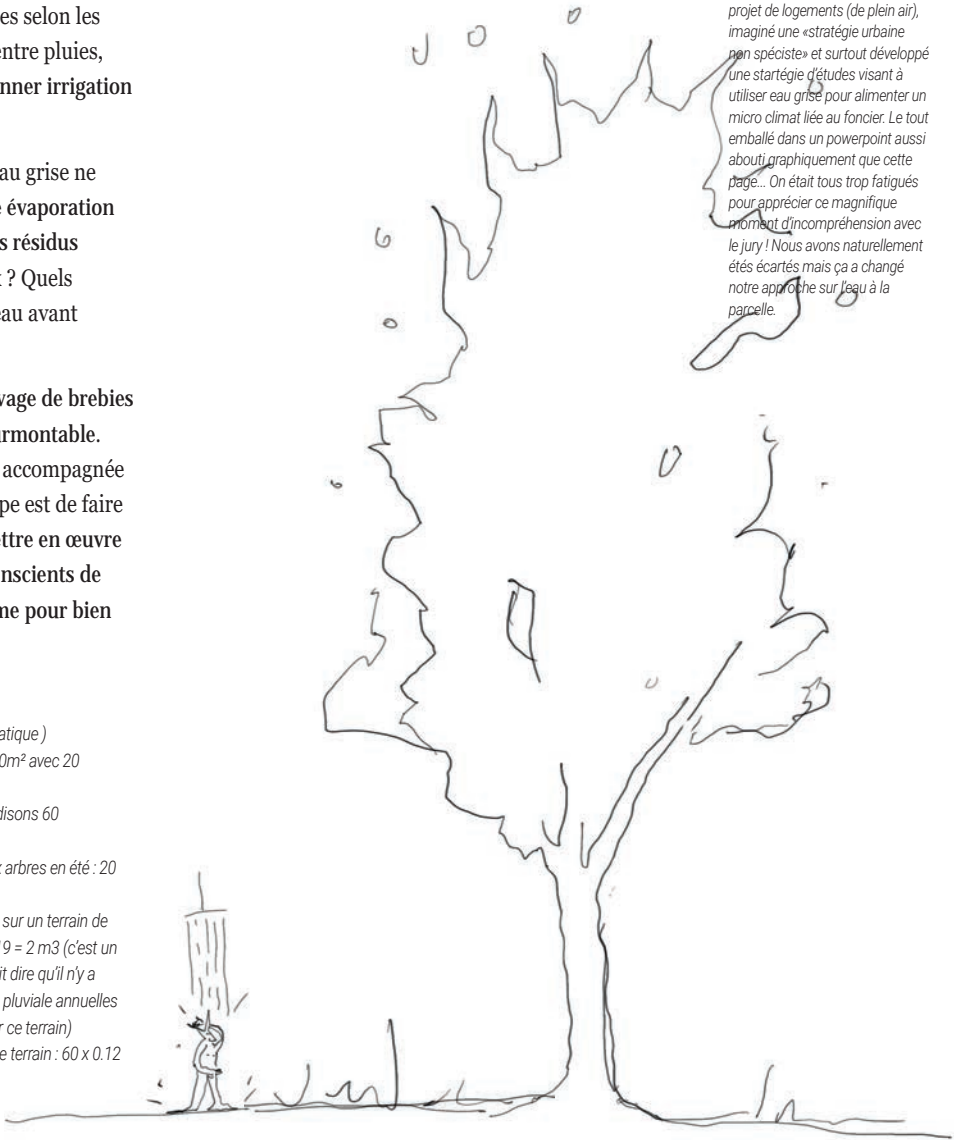 es selon les
entre pluies,
nner irrigation
au grise ne
e évaporation
s résidus
? Quels
eau avant
vage de brebies
urmontable.
accompagnée
pe est de faire
ettre en œuvre
nscients de
me pour bien
atique )
0m² avec 20
disons 60
x arbres en été : 20
sur un terrain de
19 = 2 m3 (c'est un
it dire qu'il n'y a
pluviale annuelles
r ce terrain)
e terrain : 60 x 0.12
projet de logements (de plein air),
imaginé une «stratégie urbaine
non spéciste» et surtout développé
une startégie d'études visant à
utiliser eau grise pour alimenter un
micro climat liée au foncier. Le tout
emballé dans un powerpoint aussi
abouti graphiquement que cette
page... On était tous trop fatigués
pour apprécier ce magnifique
moment d'incompréhension avec
le jury ! Nous avons naturellement
étés écartés mais ça a changé
notre approche sur l'eau à la
parcelle.